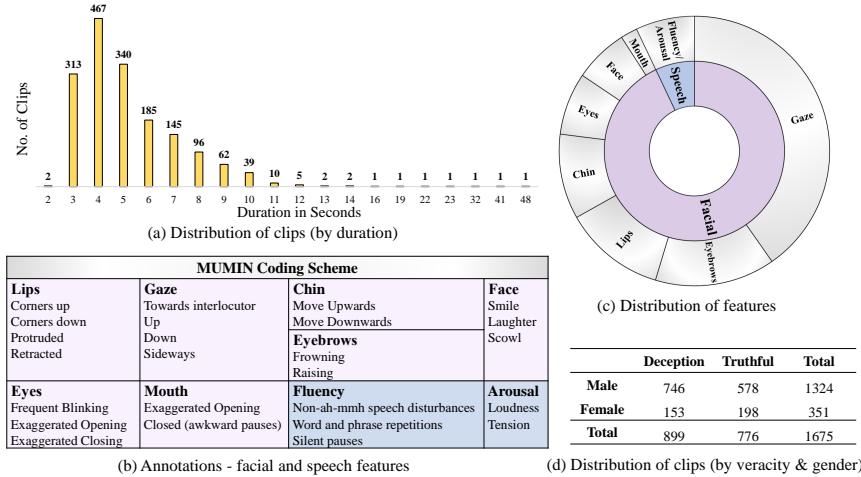 No. of Clips
2 313 467 340 185 145 96 62 39 10 5 2 2 1 1 1 1 1 1 1
2 3 4 5 6 7 8 9 10 11 12 13 14 16 19 22 23 32 41 48
Duration in Seconds
(a) Distribution of clips (by duration)
MUMIN Coding Scheme
Lips
Corners up
Corners down
Protruded
Retracted
Gaze
Towards interlocutor
Up
Down
Sideways
Chin
Move Upwards
Move Downwards
Eyebrows
Frowning
Raising
Face
Smile
Laughter
Scowl
Eyes
Frequent Blinking
Exaggerated Opening
Exaggerated Closing
Mouth
Exaggerated Opening
Closed (awkward pauses)
Fluency
Non-ah-mmh speech disturbances
Word and phrase repetitions
Silent pauses
Arousal
Loudness
Tension
(b) Annotations - facial and speech features
Gaze
Eyebrows
Lips
Chin
Eyes
Face
Mouth
Fluency/
Arousal
Speech
Facial
(c) Distribution of features
Deception Truthful Total
Male 746 578 1324
Female 153 198 351
Total 899 776 1675
(d) Distribution of clips (by veracity & gender)